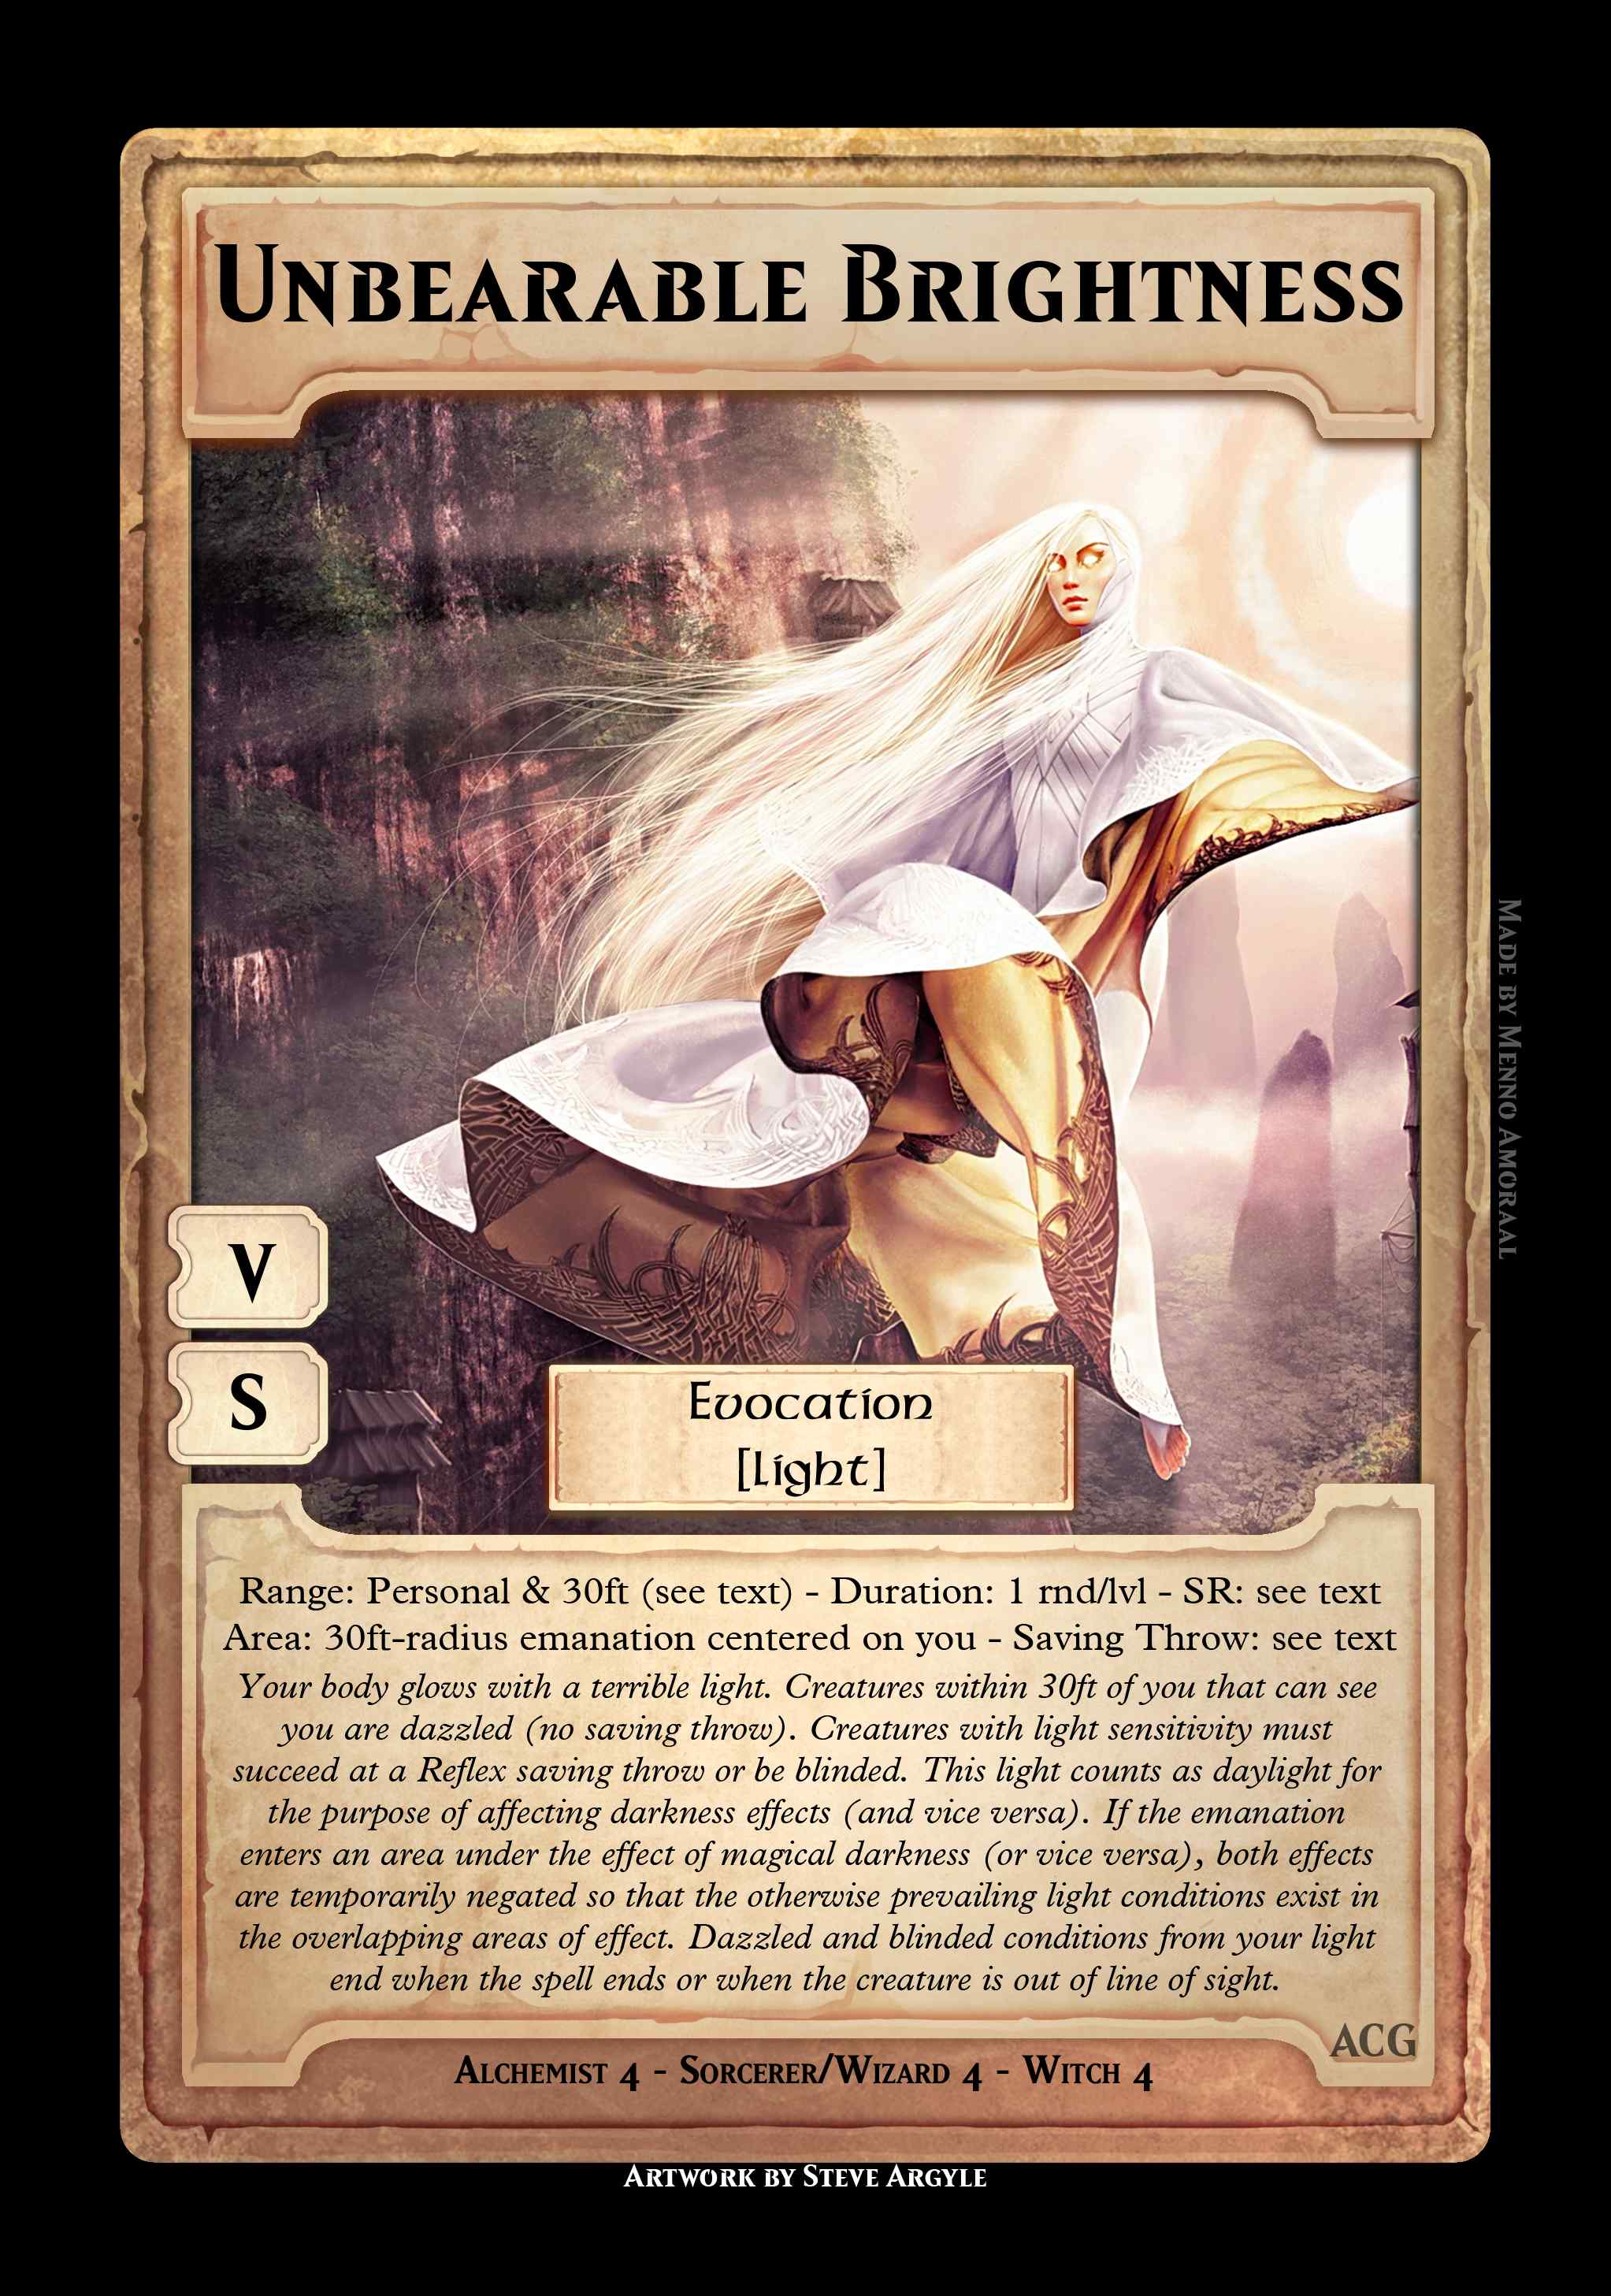 Unbearable Brightness
V
S
Evocation
[Light]
Range: Personal & 30ft (see text) - Duration: 1 rnd/lvl - SR: see text
Area: 30ft-radius emanation centered on you - Saving Throw: see text
Your body glows with a terrible light. Creatures within 30ft of you that can see
you are dazzled (no saving throw). Creatures with light sensitivity must
succeed at a Reflex saving throw or be blinded. This light counts as daylight for
the purpose of affecting darkness effects (and vice versa). If the emanation
enters an area under the effect of magical darkness (or vice versa), both effects
are temporarily negated so that the otherwise prevailing light conditions exist in
the overlapping areas of effect. Dazzled and blinded conditions from your light
end when the spell ends or when the creature is out of line of sight.
ACG
Alchemist 4 - Sorcerer/Wizard 4 - Witch 4
Artwork by Steve Argyle
Made by Menno Amoraal